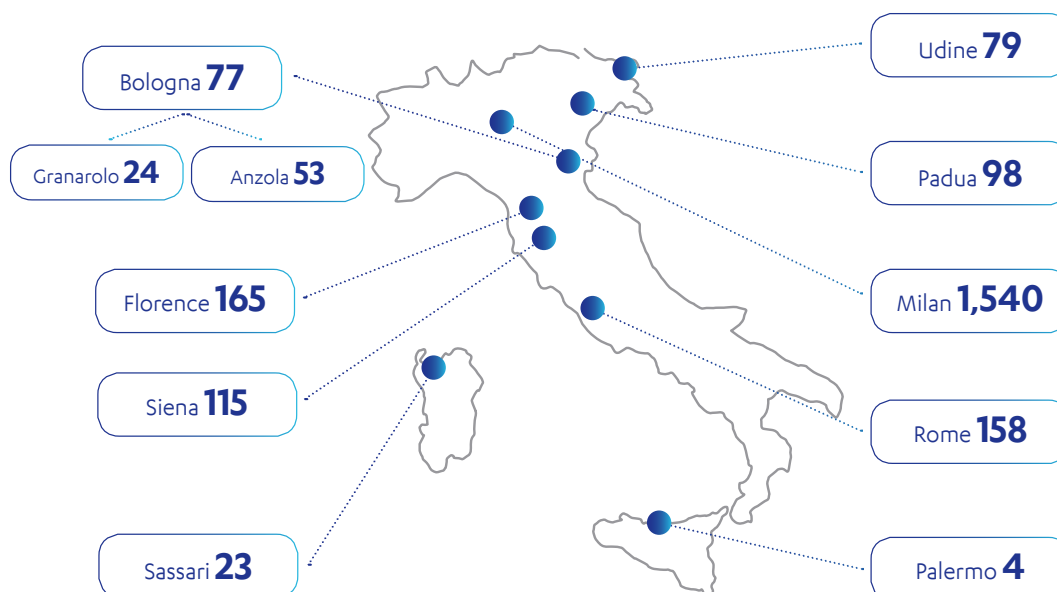 Udine 79
Bologna 77
Granarolo 24
Anzola 53
Padua 98
Florence 165
Milan 1,540
Siena 115
Rome 158
Sassari 23
Palermo 4